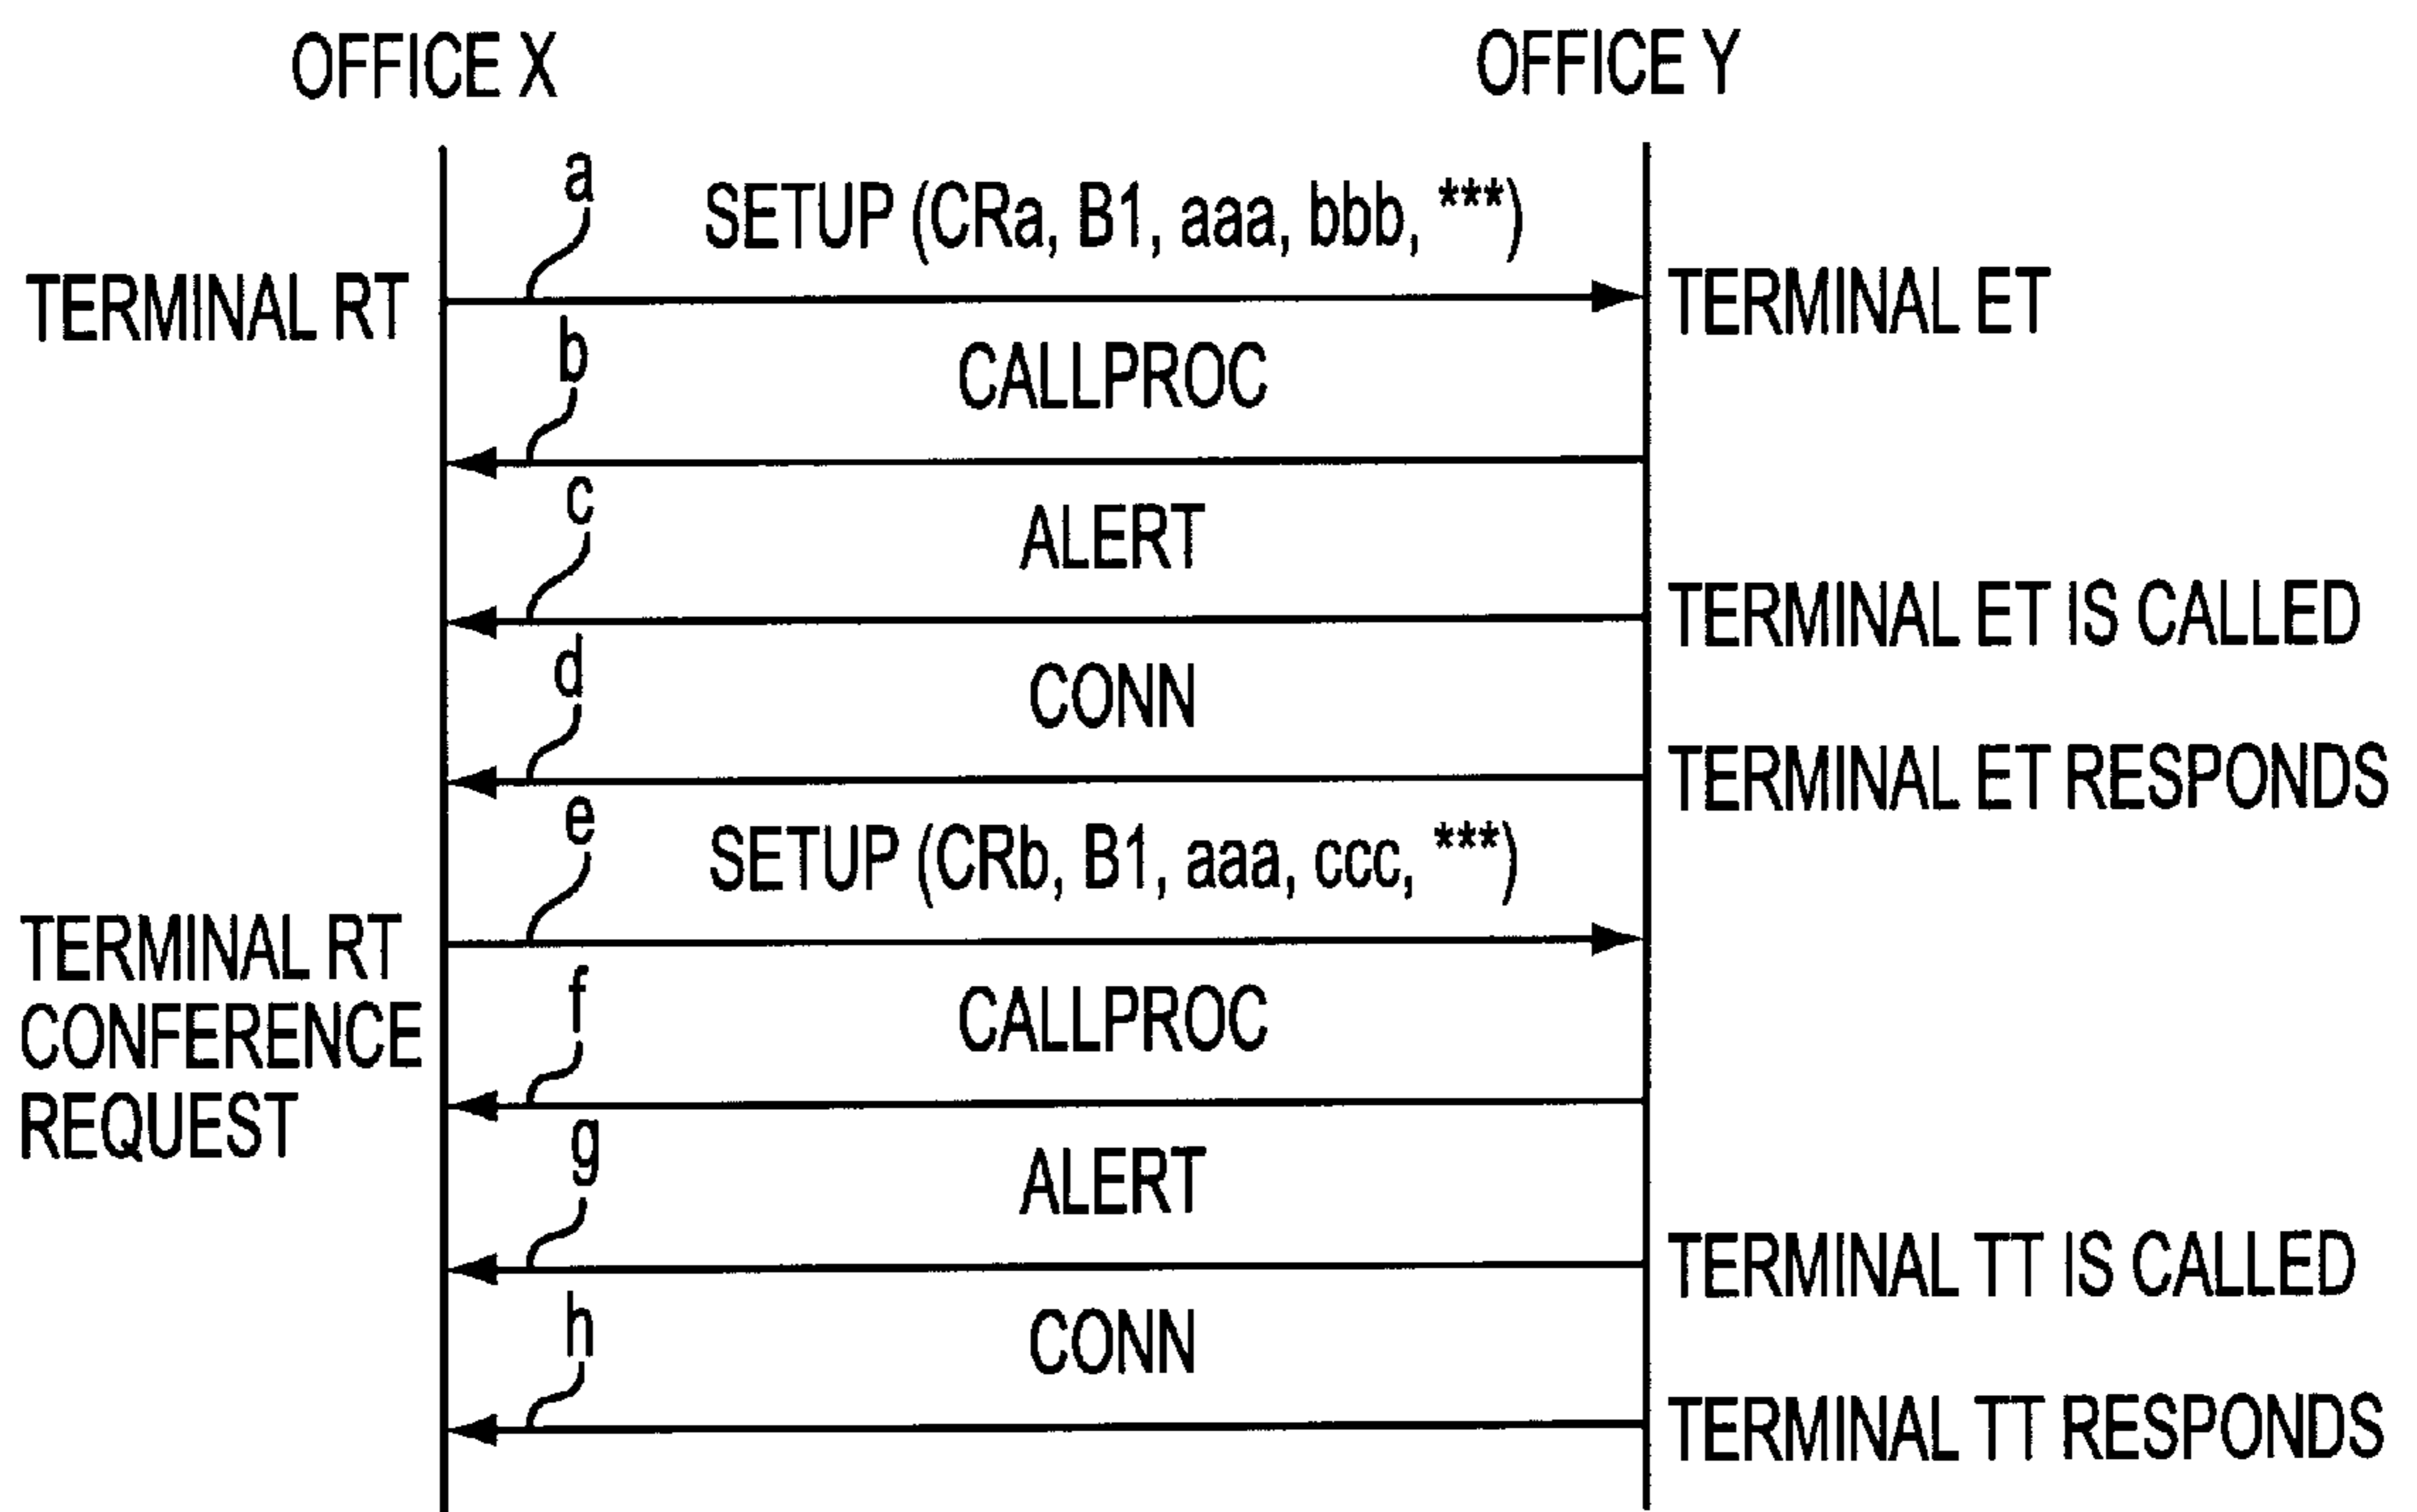 OFFICE X
OFFICE Y
a
SETUP (CRa, B1, aaa, bbb, ***)
TERMINAL RT
TERMINAL ET
b
CALLPROC
c
ALERT
TERMINAL ET IS CALLED
d
CONN
TERMINAL ET RESPONDS
e
SETUP (CRb, B1, aaa, ccc, ***)
TERMINAL RT
CONFERENCE
REQUEST
f
CALLPROC
g
ALERT
TERMINAL TT IS CALLED
h
CONN
TERMINAL TT RESPONDS